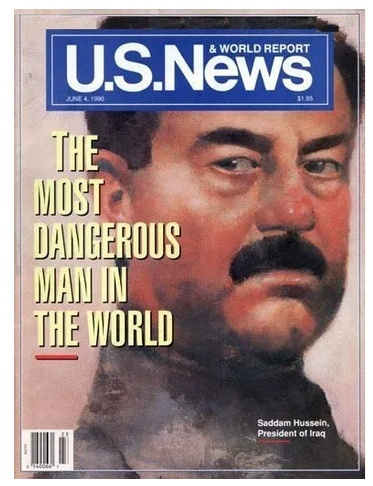 & WORLD REPORT
U.S.News
JUNE 4, 1990
$1.95
THE
MOST
DANGEROUS
MAN IN
THE WORLD
Saddam Hussein,
President of Iraq
23